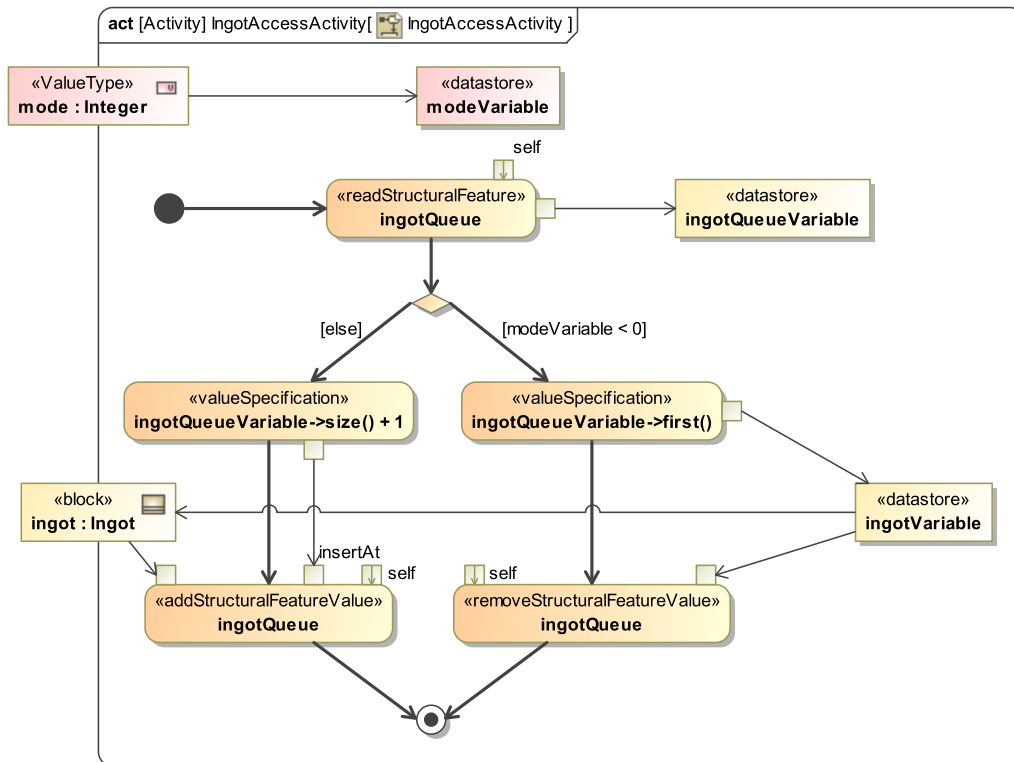 act [Activity] IngotAccessActivity[ IngotAccessActivity ]
«ValueType»
mode : Integer
«datastore»
modeVariable
self
«readStructuralFeature»
ingotQueue
«datastore»
ingotQueueVariable
[else]
[modeVariable < 0]
«valueSpecification»
ingotQueueVariable->size() + 1
«valueSpecification»
ingotQueueVariable->first()
«block»
ingot : Ingot
«datastore»
ingotVariable
insertAt
self
self
«addStructuralFeatureValue»
ingotQueue
«removeStructuralFeatureValue»
ingotQueue